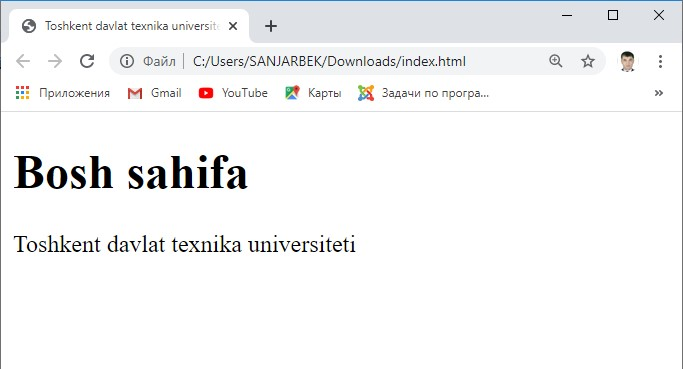 Toshkent davlat texnika universite
Файл C:/Users/SANJARBEK/Downloads/index.html
Приложения Gmail YouTube Карты Задачи по програ...
Bosh sahifa
Toshkent davlat texnika universiteti